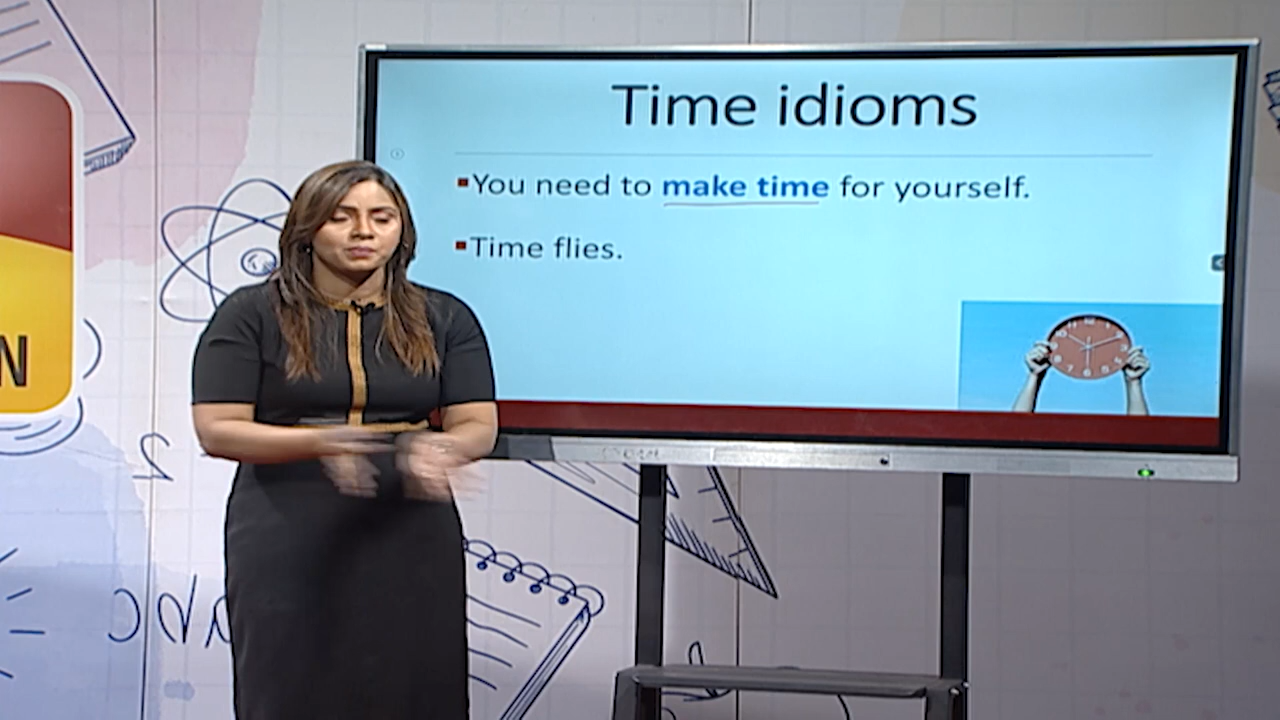 Time idioms
You need to make time for yourself.
Time flies.
N